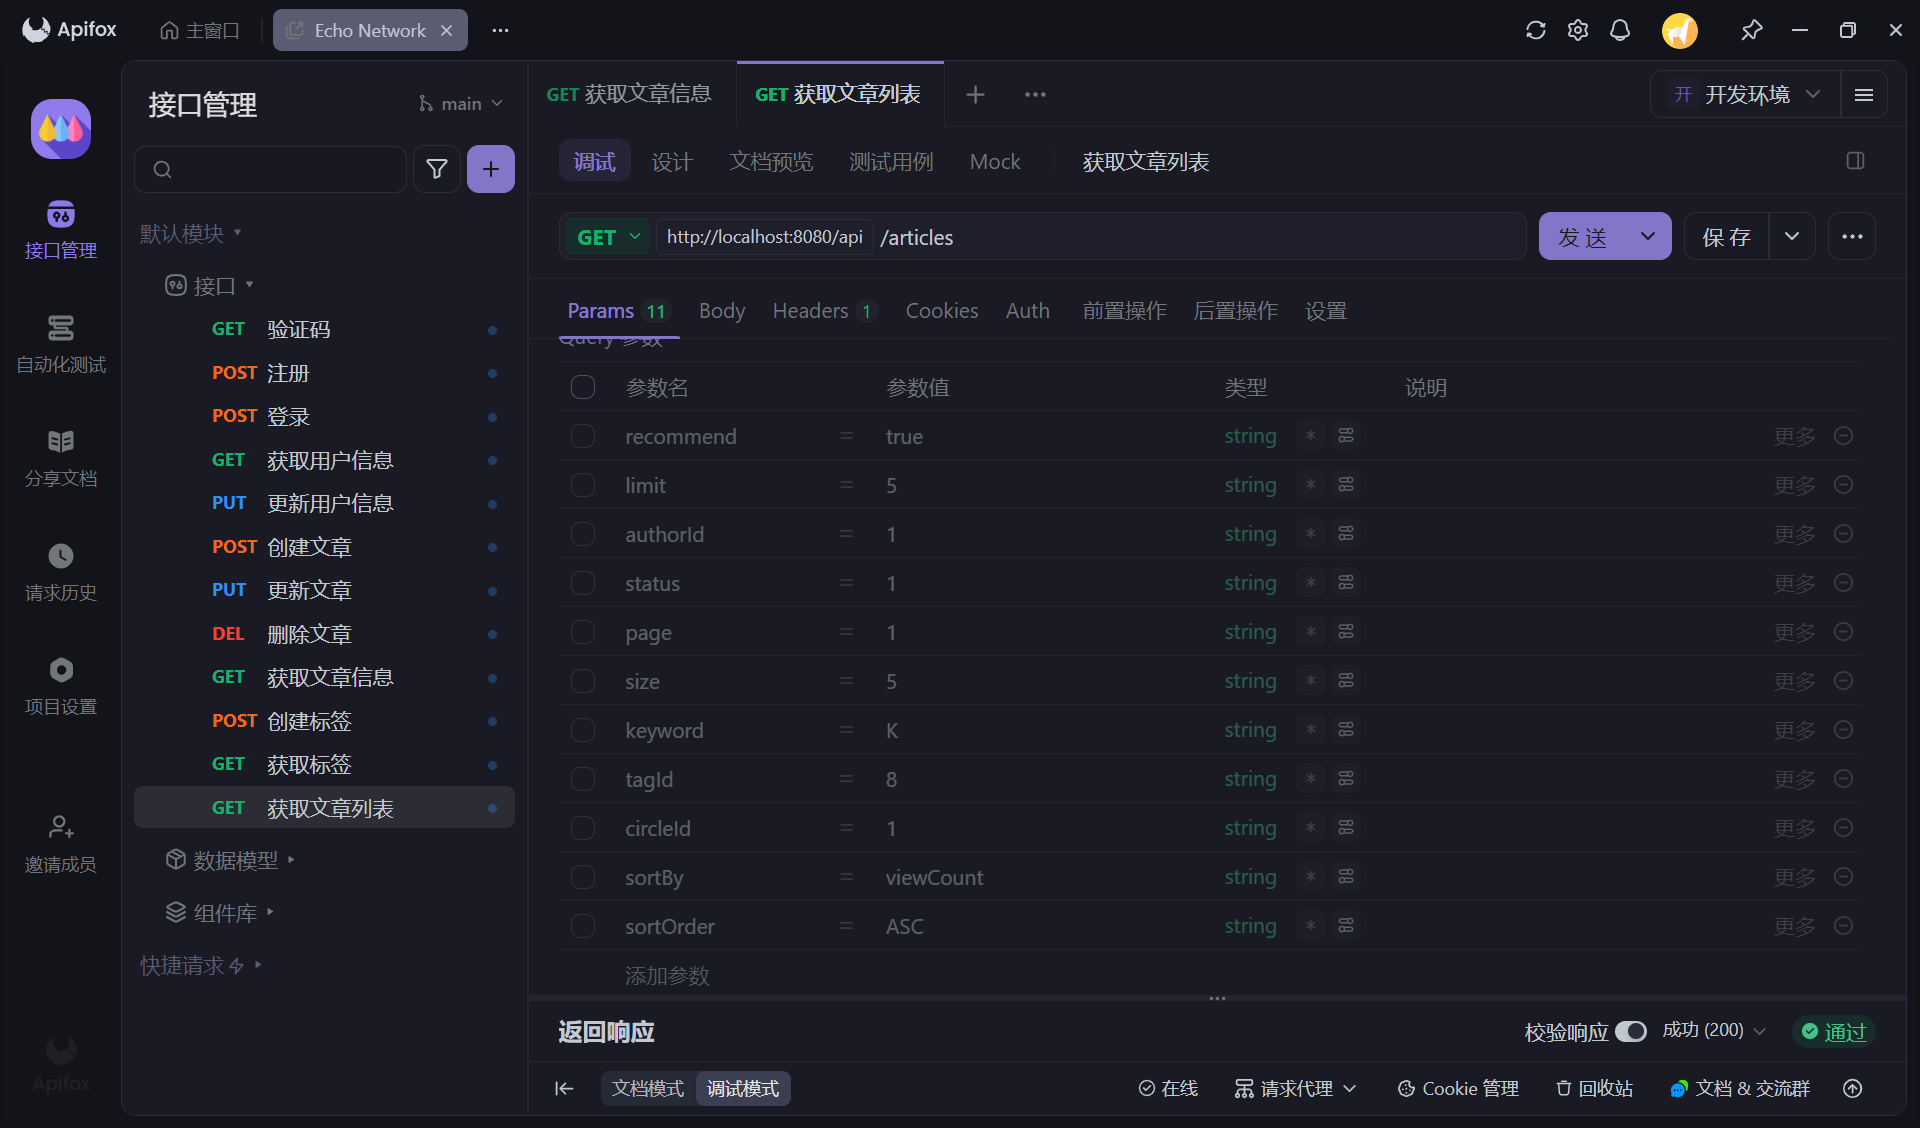 Apifox
主窗口
Echo Network
接口管理
main
GET 获取文章信息
GET 获取文章列表
开 开发环境
调试 设计 文档预览 测试用例 Mock 获取文章列表
GET http://localhost:8080/api /articles
发 送
保 存
Params 11 Body Headers 1 Cookies Auth 前置操作 后置操作 设置
Query 参数
参数名 参数值 类型 说明
recommend = true string * 更多
limit = 5 string * 更多
authorId = 1 string * 更多
status = 1 string * 更多
page = 1 string * 更多
size = 5 string * 更多
keyword = K string * 更多
tagId = 8 string * 更多
circleId = 1 string * 更多
sortBy = viewCount string * 更多
sortOrder = ASC string * 更多
添加参数
接口管理
自动化测试
分享文档
请求历史
项目设置
邀请成员
Apifox
默认模块
接口
GET 验证码
POST 注册
POST 登录
GET 获取用户信息
PUT 更新用户信息
POST 创建文章
PUT 更新文章
DEL 删除文章
GET 获取文章信息
POST 创建标签
GET 获取标签
GET 获取文章列表
数据模型
组件库
快捷请求
返回响应
校验响应 成功 (200) 通过
文档模式 调试模式
在线 请求代理 Cookie 管理 回收站 文档 & 交流群